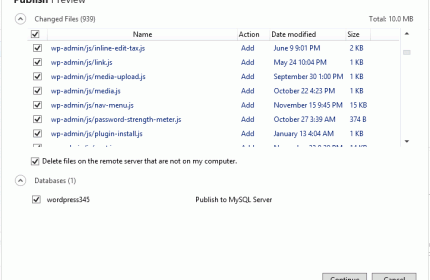 Publish Preview
Changed Files (939) Total: 10.0 MB
Name Action Date modified Size
wp-admin/js/inline-edit-tax.js Add June 9 9:01 PM 2 KB
wp-admin/js/link.js Add May 24 10:04 PM 1 KB
wp-admin/js/media-upload.js Add September 30 1:00 PM 2 KB
wp-admin/js/media.js Add October 22 4:23 PM 1 KB
wp-admin/js/nav-menu.js Add November 15 9:45 PM 15 KB
wp-admin/js/password-strength-meter.js Add October 27 3:39 AM 374 B
wp-admin/js/plugin-install.js Add January 13 4:04 AM 1 KB
Delete files on the remote server that are not on my computer.
Databases (1)
wordpress345 Publish to MySQL Server
Continue Cancel